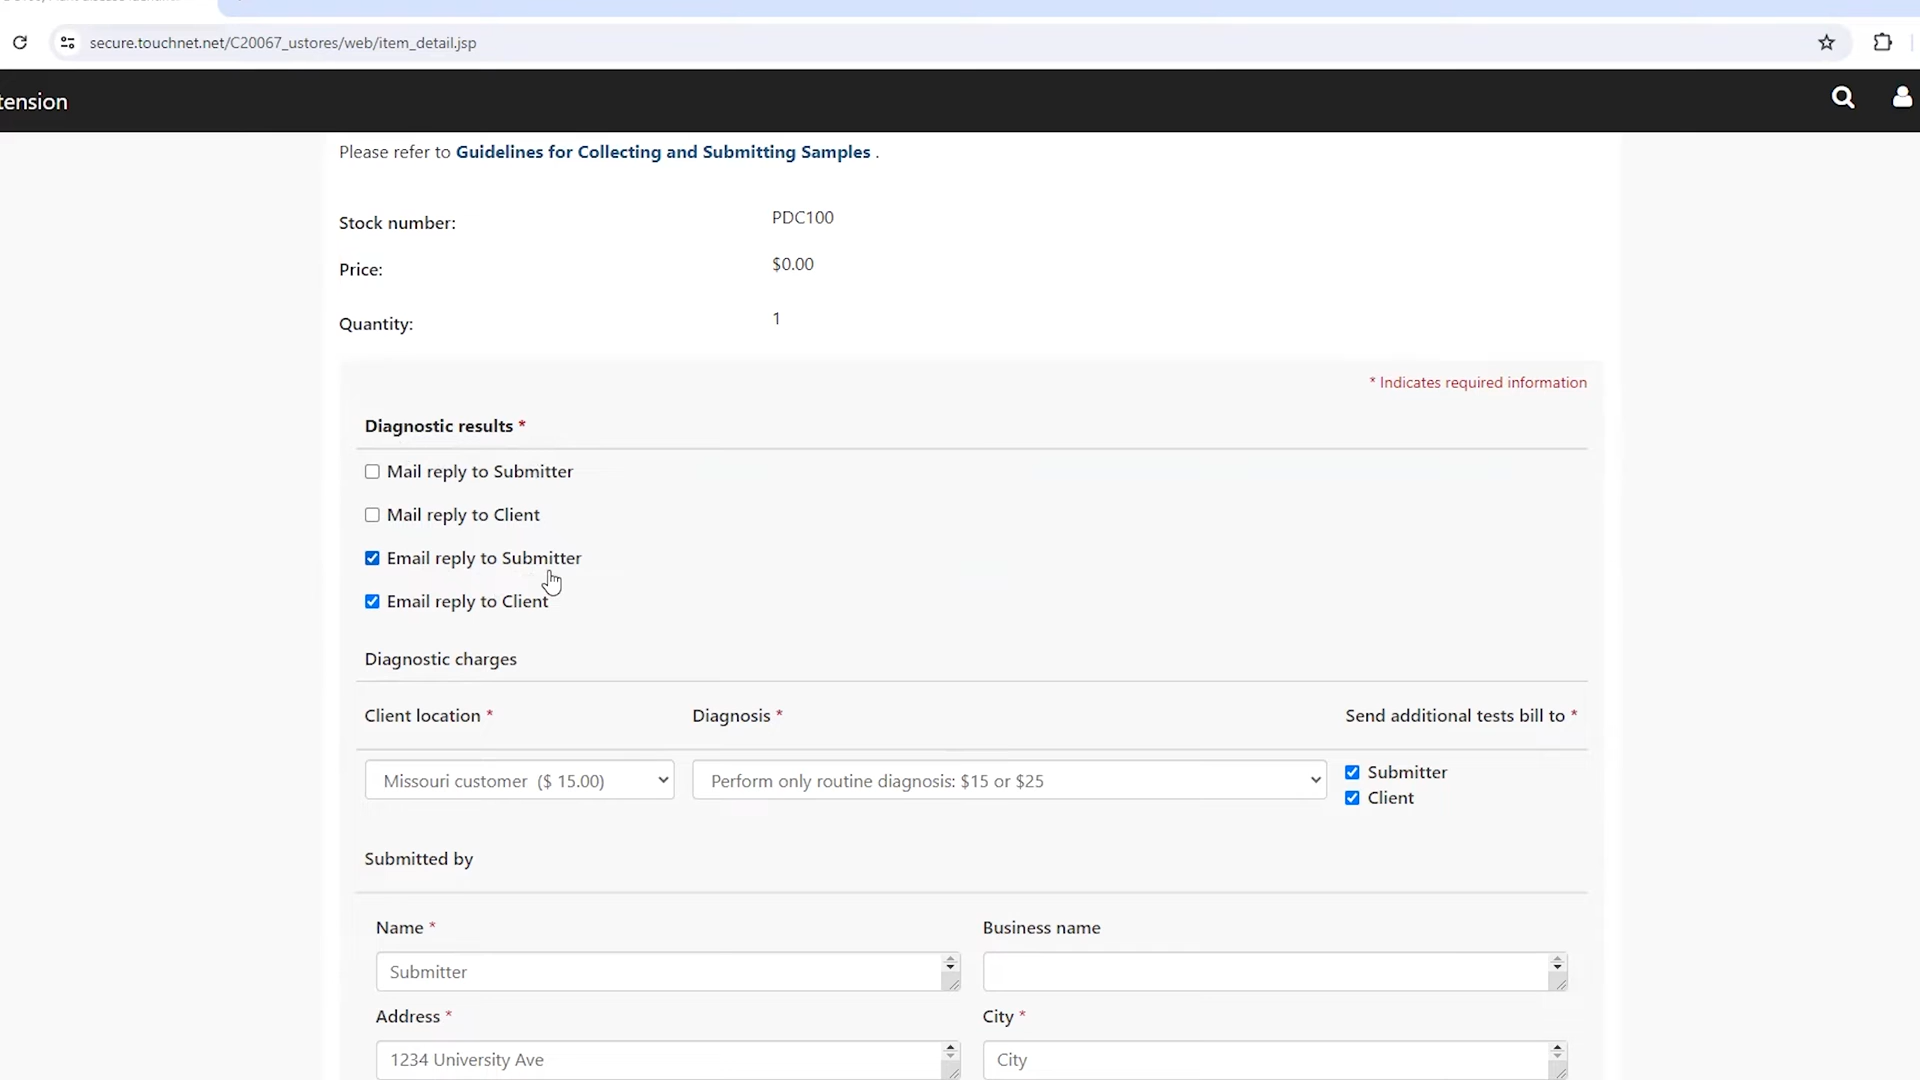 secure.touchnet.net/C20067_ustores/web/item_detail.jsp
tension
Please refer to Guidelines for Collecting and Submitting Samples .
Stock number: PDC100
Price: $0.00
Quantity: 1
* Indicates required information
Diagnostic results *
Mail reply to Submitter
Mail reply to Client
Email reply to Submitter
Email reply to Client
Diagnostic charges
Client location * Diagnosis * Send additional tests bill to *
Missouri customer ($ 15.00) Perform only routine diagnosis: $15 or $25 Submitter
Client
Submitted by
Name * Business name
Submitter
Address * City *
1234 University Ave City